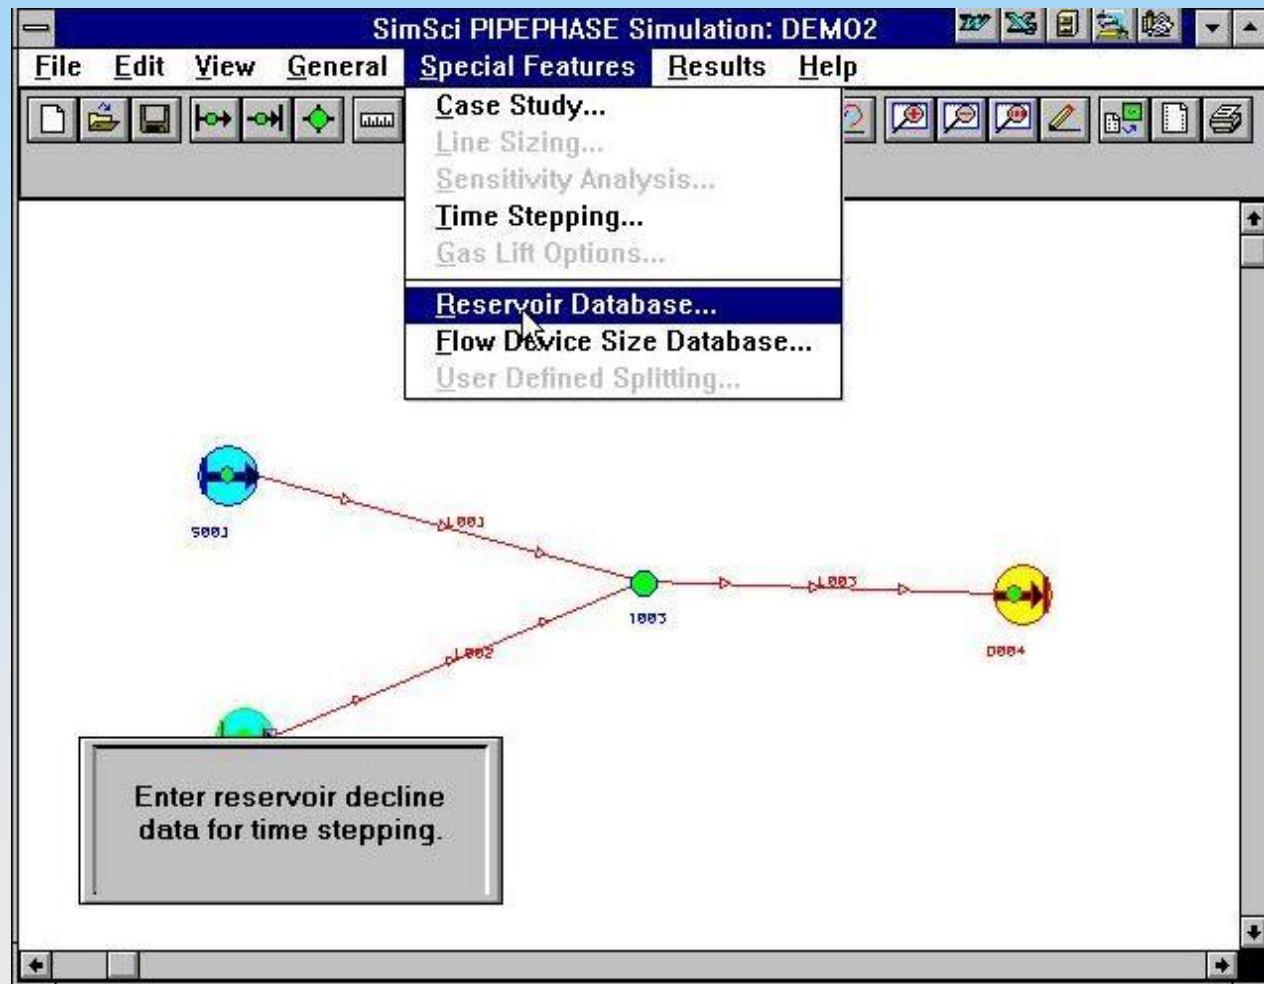 SimSci PIPEPHASE Simulation: DEMO2
File Edit View General Special Features Results Help
Case Study...
Line Sizing...
Sensitivity Analysis...
Time Stepping...
Gas Lift Options...
Reservoir Database...
Flow Device Size Database...
User Defined Splitting...
S001
L001
L002
1003
L003
D004
Enter reservoir decline
data for time stepping.